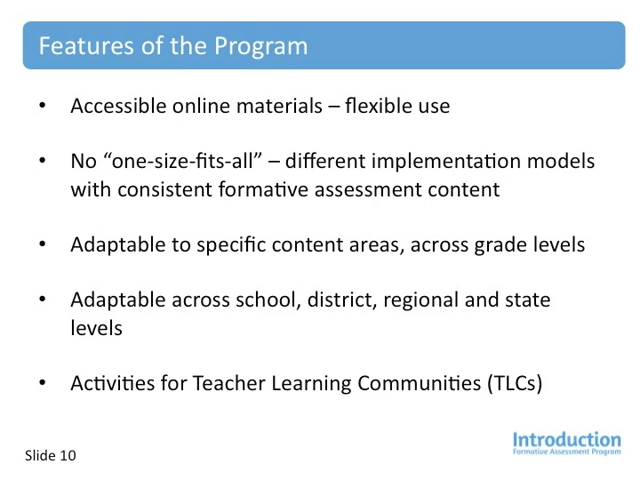 Features of the Program
• Accessible online materials – flexible use
• No “one-size-fits-all” – different implementation models
with consistent formative assessment content
• Adaptable to specific content areas, across grade levels
• Adaptable across school, district, regional and state
levels
• Activities for Teacher Learning Communities (TLCs)
Introduction
Formative Assessment Program
Slide 10